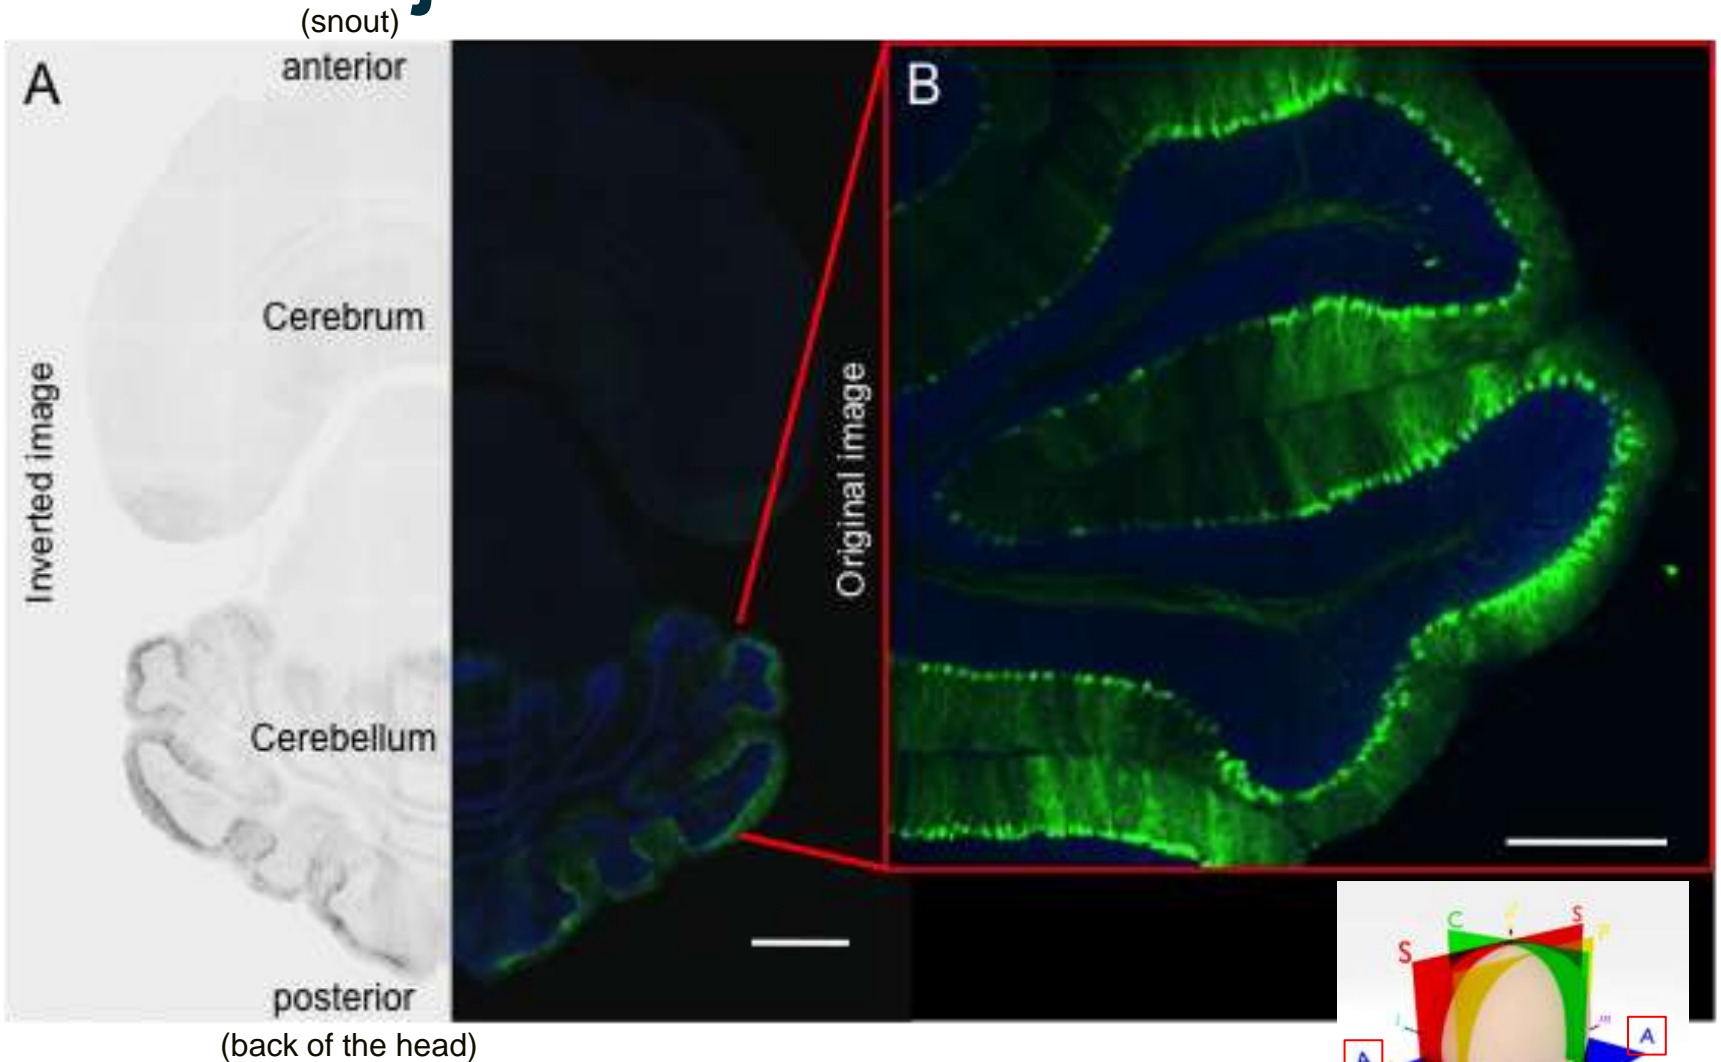 (snout)
A
anterior
B
Cerebrum
Inverted image
Original image
Cerebellum
posterior
(back of the head)
C
S
S
P
A
A